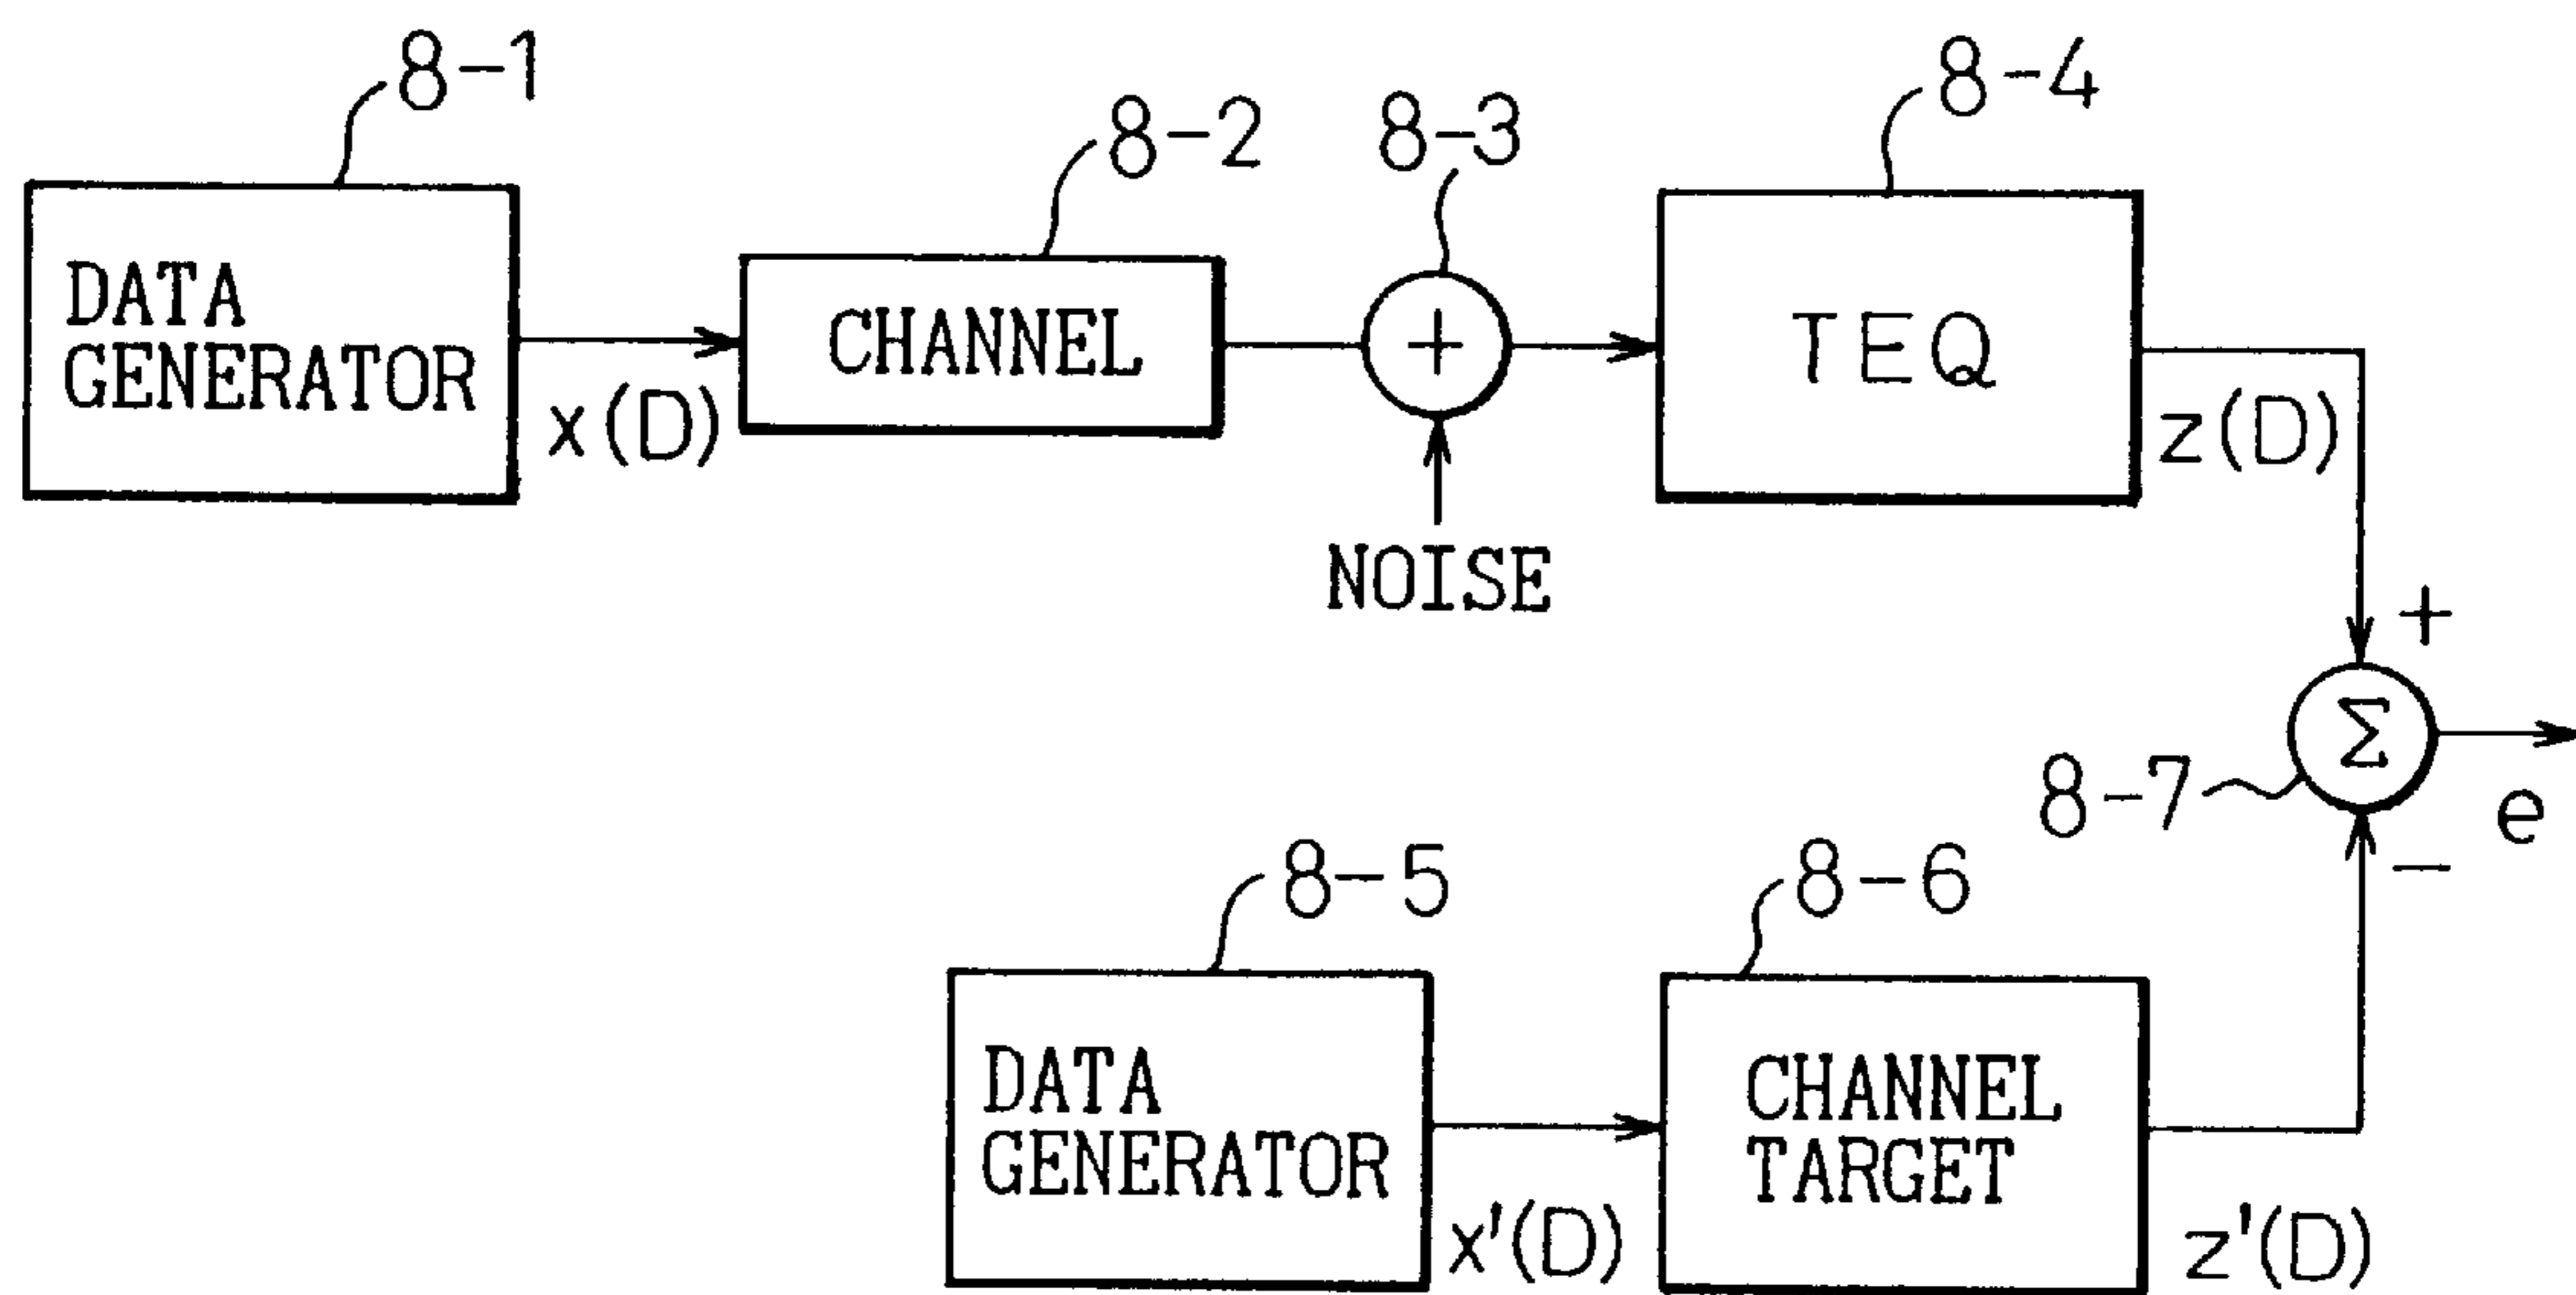 8-1
8-2
8-3
8-4
DATA
GENERATOR
x(D)
CHANNEL
+
TEQ
z(D)
NOISE
+
Σ
8-7
e
−
8-5
8-6
DATA
GENERATOR
x'(D)
CHANNEL
TARGET
z'(D)